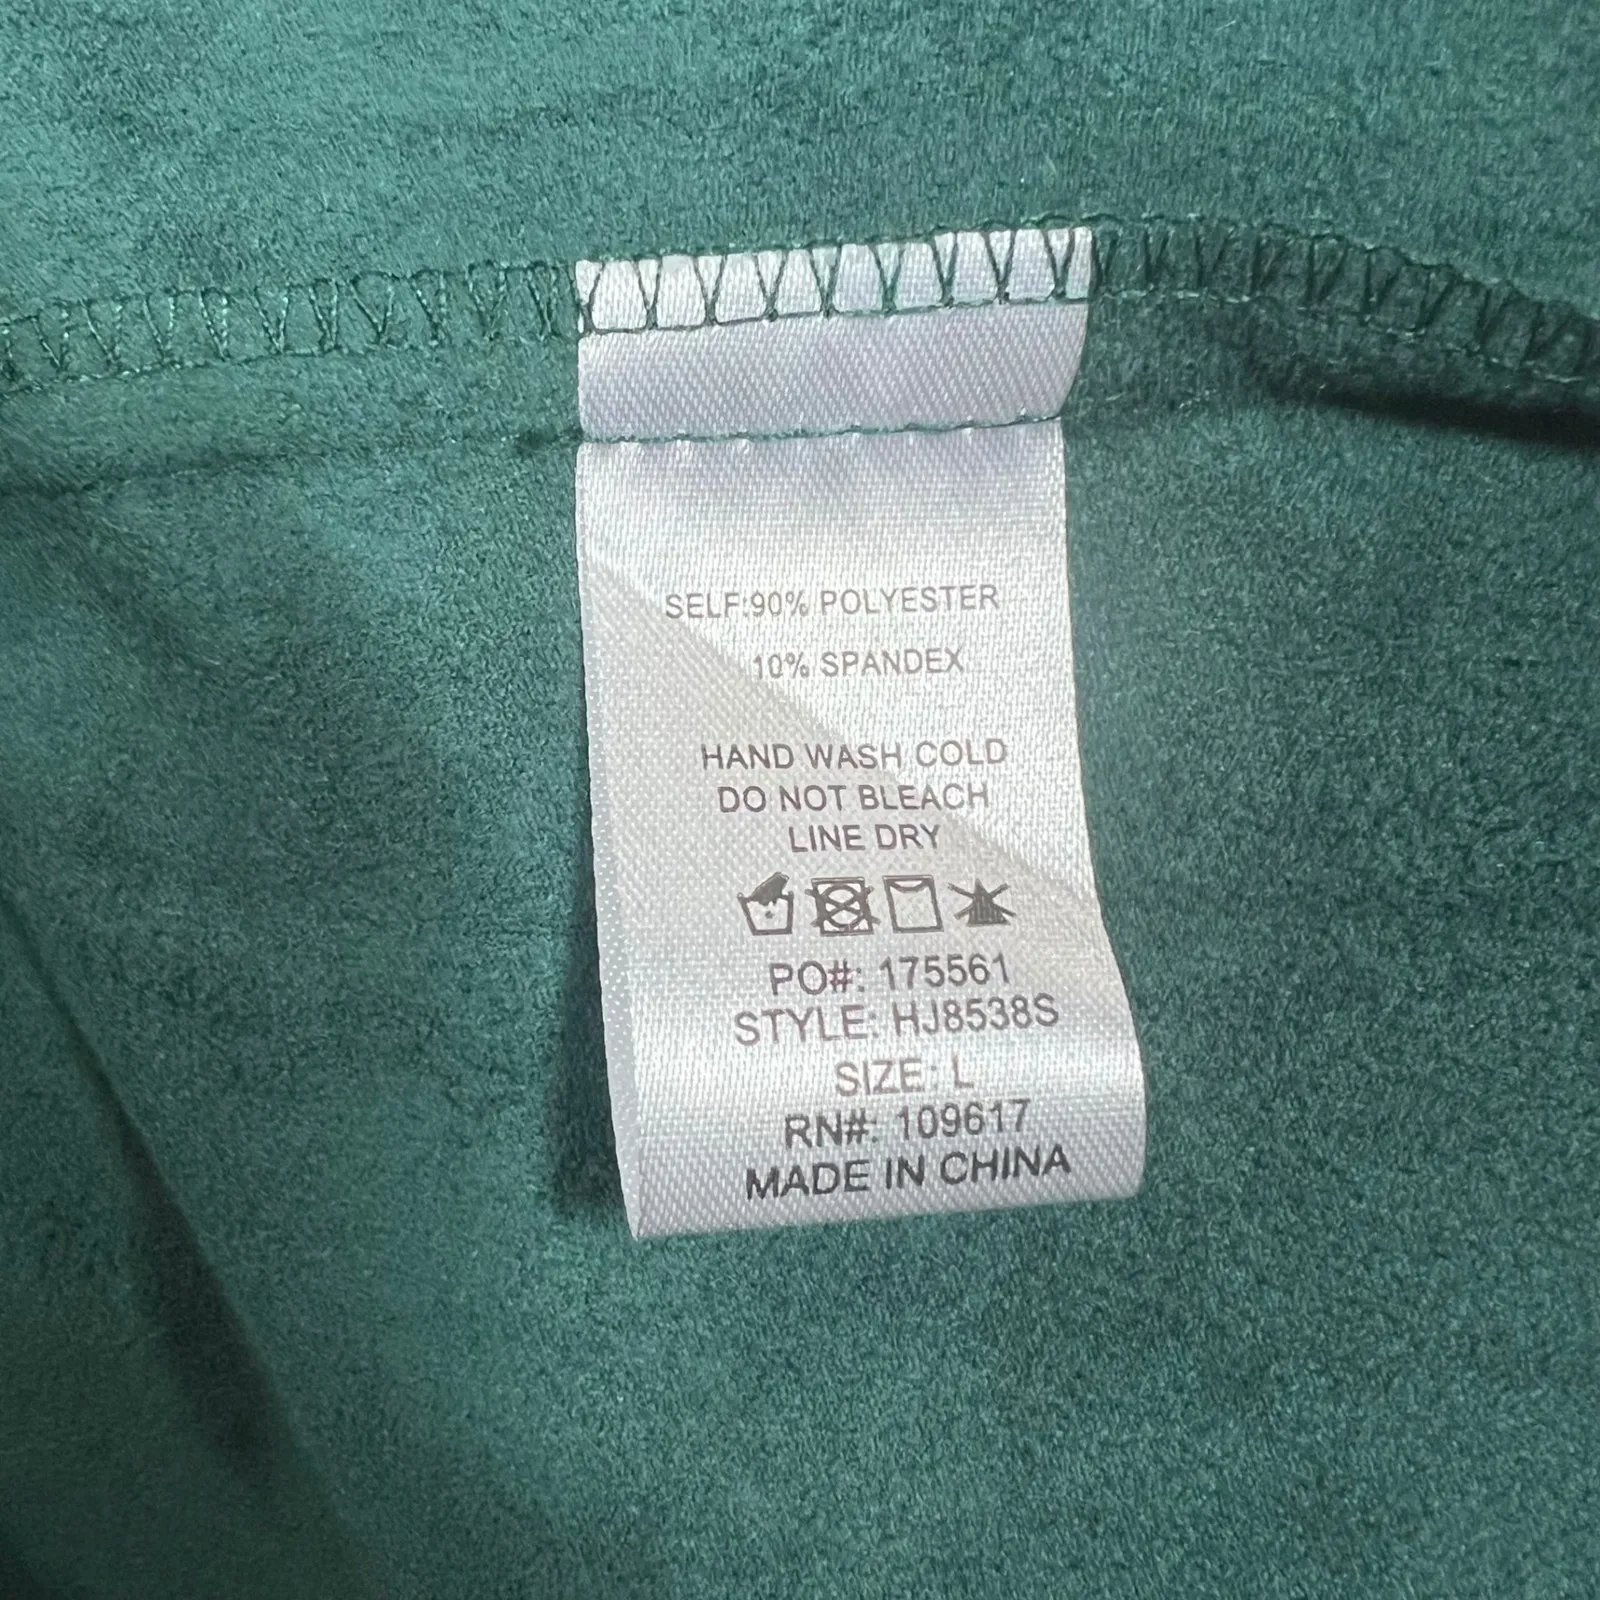 SELF:90% POLYESTER
10% SPANDEX
HAND WASH COLD
DO NOT BLEACH
LINE DRY
PO#: 175561
STYLE: HJ8538S
SIZE: L
RN#: 109617
MADE IN CHINA